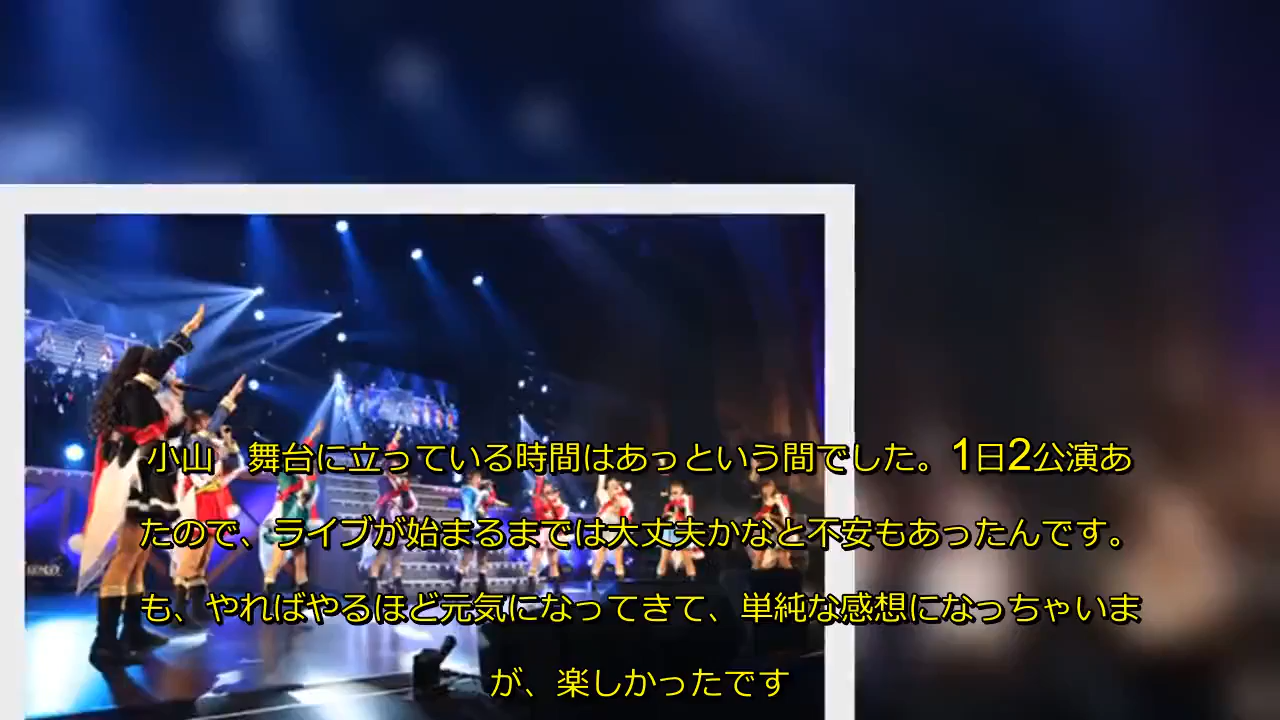 小山　舞台に立っている時間はあっという間でした。1日2公演あ
たので、ライブが始まるまでは大丈夫かなと不安もあったんです。
も、やればやるほど元気になってきて、単純な感想になっちゃいま
が、楽しかったです